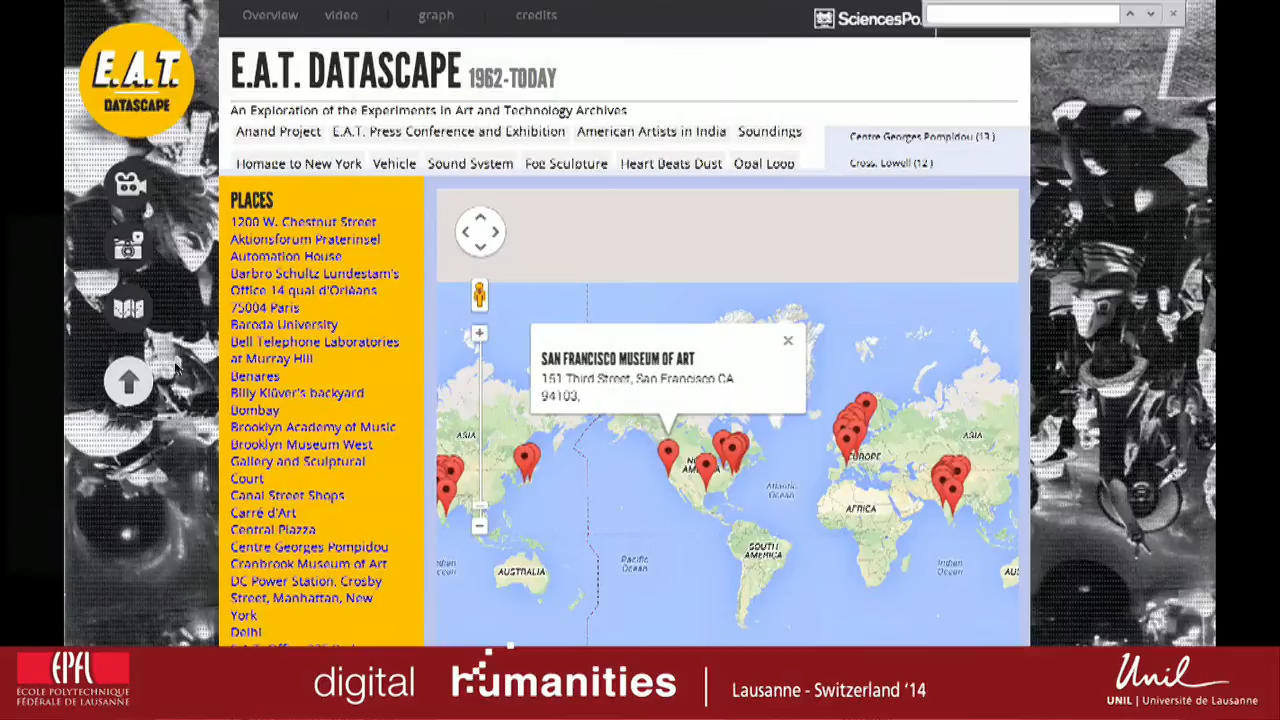 Overview video graph credits
SciencesPo.
E.A.T.
DATASCAPE
E.A.T. DATASCAPE 1962-TODAY
An Exploration of the Experiments in Art and Technology Archives
Anand Project E.A.T. Press Conference and Exhibition American Artists in India Soundings
Homage to New York Vehicle Sound System Fog Sculpture Heart Beats Dust Opal Loop
Centre Georges Pompidou (13 )
Cross, Lowell (12 )
PLACES
1200 W. Chestnut Street
Aktionsforum Praterinsel
Automation House
Barbro Schultz Lundestam's
Office 14 quai d'Orléans
75004 Paris
Baroda University
Bell Telephone Laboratories
at Murray Hill
Benares
Billy Klüver's backyard
Bombay
Brooklyn Academy of Music
Brooklyn Museum West
Gallery and Sculptural
Court
Canal Street Shops
Carré d'Art
Central Plazza
Centre Georges Pompidou
Cranbrook Museum of Art
DC Power Station, Crosby
Street, Manhattan, New
York
Delhi
SAN FRANCISCO MUSEUM OF ART
151 Third Street, San Francisco CA
94103,
ASIA
EUROPE
ASIA
Atlantic
Ocean
AFRICA
SOUTH
AMERICA
Pacific
Ocean
AUSTRALIA
Indian
Ocean
EPFL
ÉCOLE POLYTECHNIQUE
FÉDÉRALE DE LAUSANNE
digital humanities
Lausanne - Switzerland '14
Unil
UNIL | Université de Lausanne